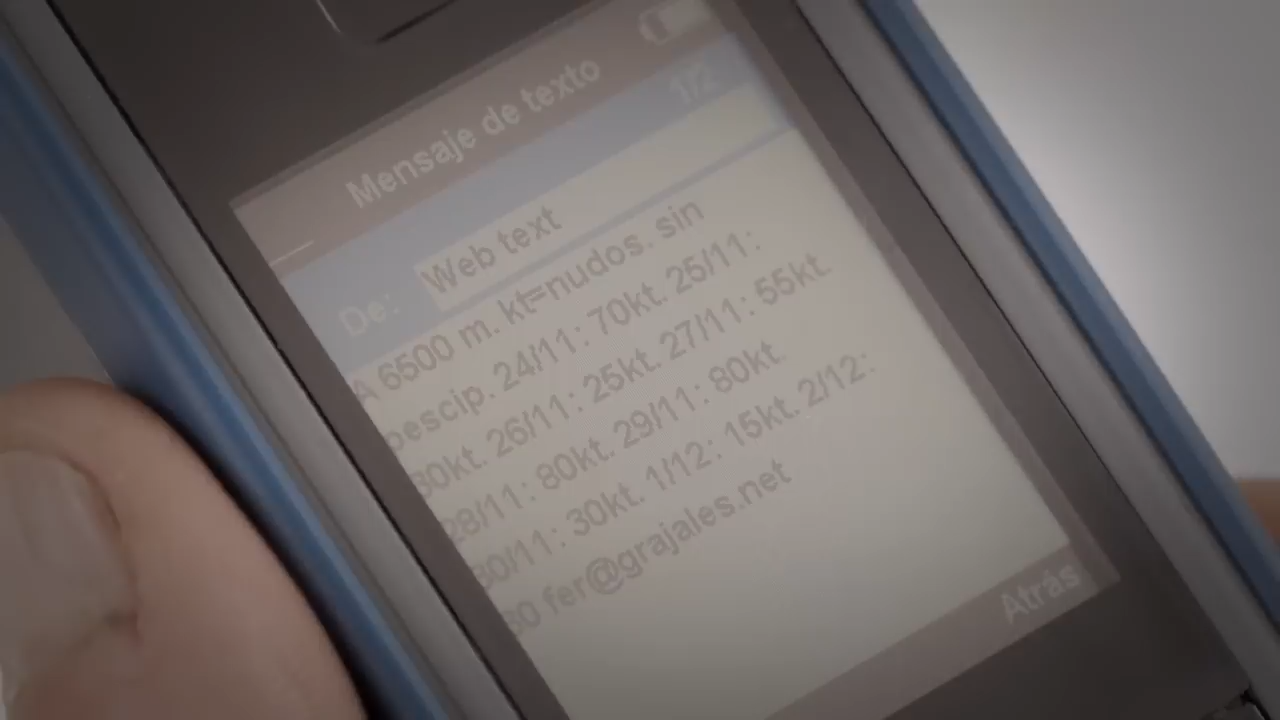 Mensaje de texto
1/2
De: Web text
A 6500 m. kt=nudos. sin
pescip. 24/11: 70kt. 25/11:
30kt. 26/11: 25kt. 27/11: 55kt.
28/11: 80kt. 29/11: 80kt.
30/11: 30kt. 1/12: 15kt. 2/12:
30 fer@grajales.net
Atrás